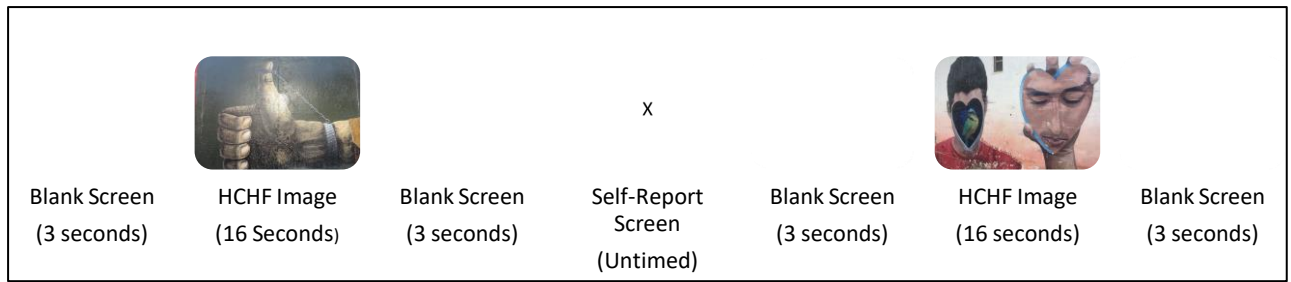 X
Blank Screen
(3 seconds)
HCHF Image
(16 Seconds)
Blank Screen
(3 seconds)
Self-Report
Screen
(Untimed)
Blank Screen
(3 seconds)
HCHF Image
(16 seconds)
Blank Screen
(3 seconds)